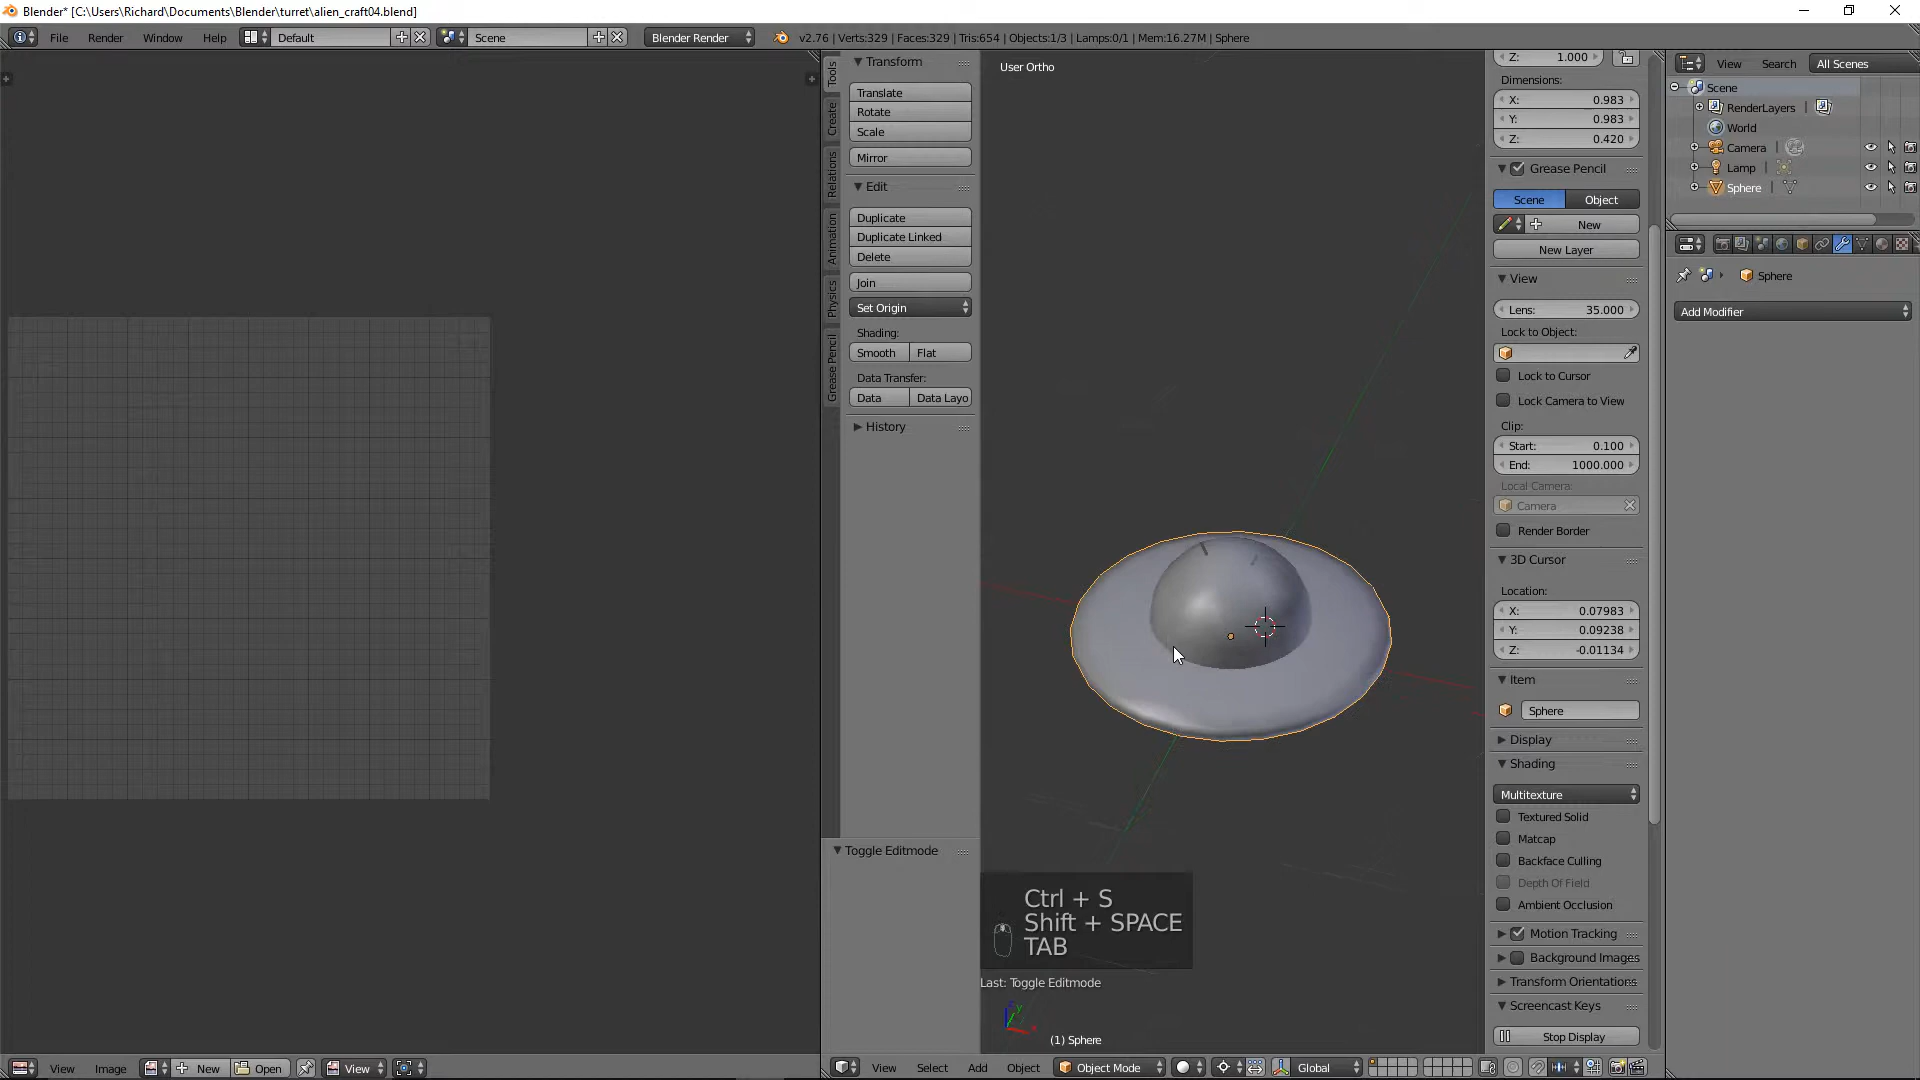 Blender* [C:\Users\Richard\Documents\Blender\turret\alien_craft04.blend]
File Render Window Help Default Scene Blender Render v2.76 | Verts:329 | Faces:329 | Tris:654 | Objects:1/3 | Lamps:0/1 | Mem:16.27M | Sphere
Tools
Create
Relations
Animation
Physics
Grease Pencil
Transform
Translate
Rotate
Scale
Mirror
Edit
Duplicate
Duplicate Linked
Delete
Join
Set Origin
Shading:
Smooth Flat
Data Transfer:
Data Data Layo
History
Toggle Editmode
User Ortho
Ctrl + S
Shift + SPACE
TAB
Last: Toggle Editmode
(1) Sphere
Z: 1.000
Dimensions:
X: 0.983
Y: 0.983
Z: 0.420
Grease Pencil
Scene Object
New
New Layer
View
Lens: 35.000
Lock to Object:
Lock to Cursor
Lock Camera to View
Clip:
Start: 0.100
End: 1000.000
Local Camera:
Camera
Render Border
3D Cursor
Location:
X: 0.07983
Y: 0.09238
Z: -0.01134
Item
Sphere
Display
Shading
Multitexture
Textured Solid
Matcap
Backface Culling
Depth Of Field
Ambient Occlusion
Motion Tracking
Background Images
Transform Orientations
Screencast Keys
Stop Display
View Search All Scenes
Scene
RenderLayers
World
Camera
Lamp
Sphere
Sphere
Add Modifier
View Image New Open View
View Select Add Object Object Mode Global